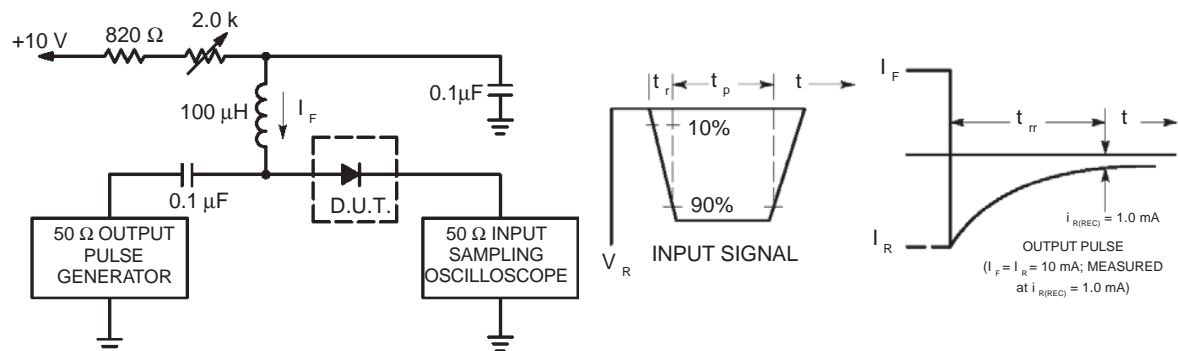 +10 V
820 Ω
2.0 k
100 μH
I F
0.1μF
0.1 μF
D.U.T.
50 Ω OUTPUT
PULSE
GENERATOR
50 Ω INPUT
SAMPLING
OSCILLOSCOPE
t r
t p
t
10%
90%
V R
INPUT SIGNAL
I F
t rr
t
i R(REC) = 1.0 mA
I R
OUTPUT PULSE
(I F = I R = 10 mA; MEASURED
at i R(REC) = 1.0 mA)